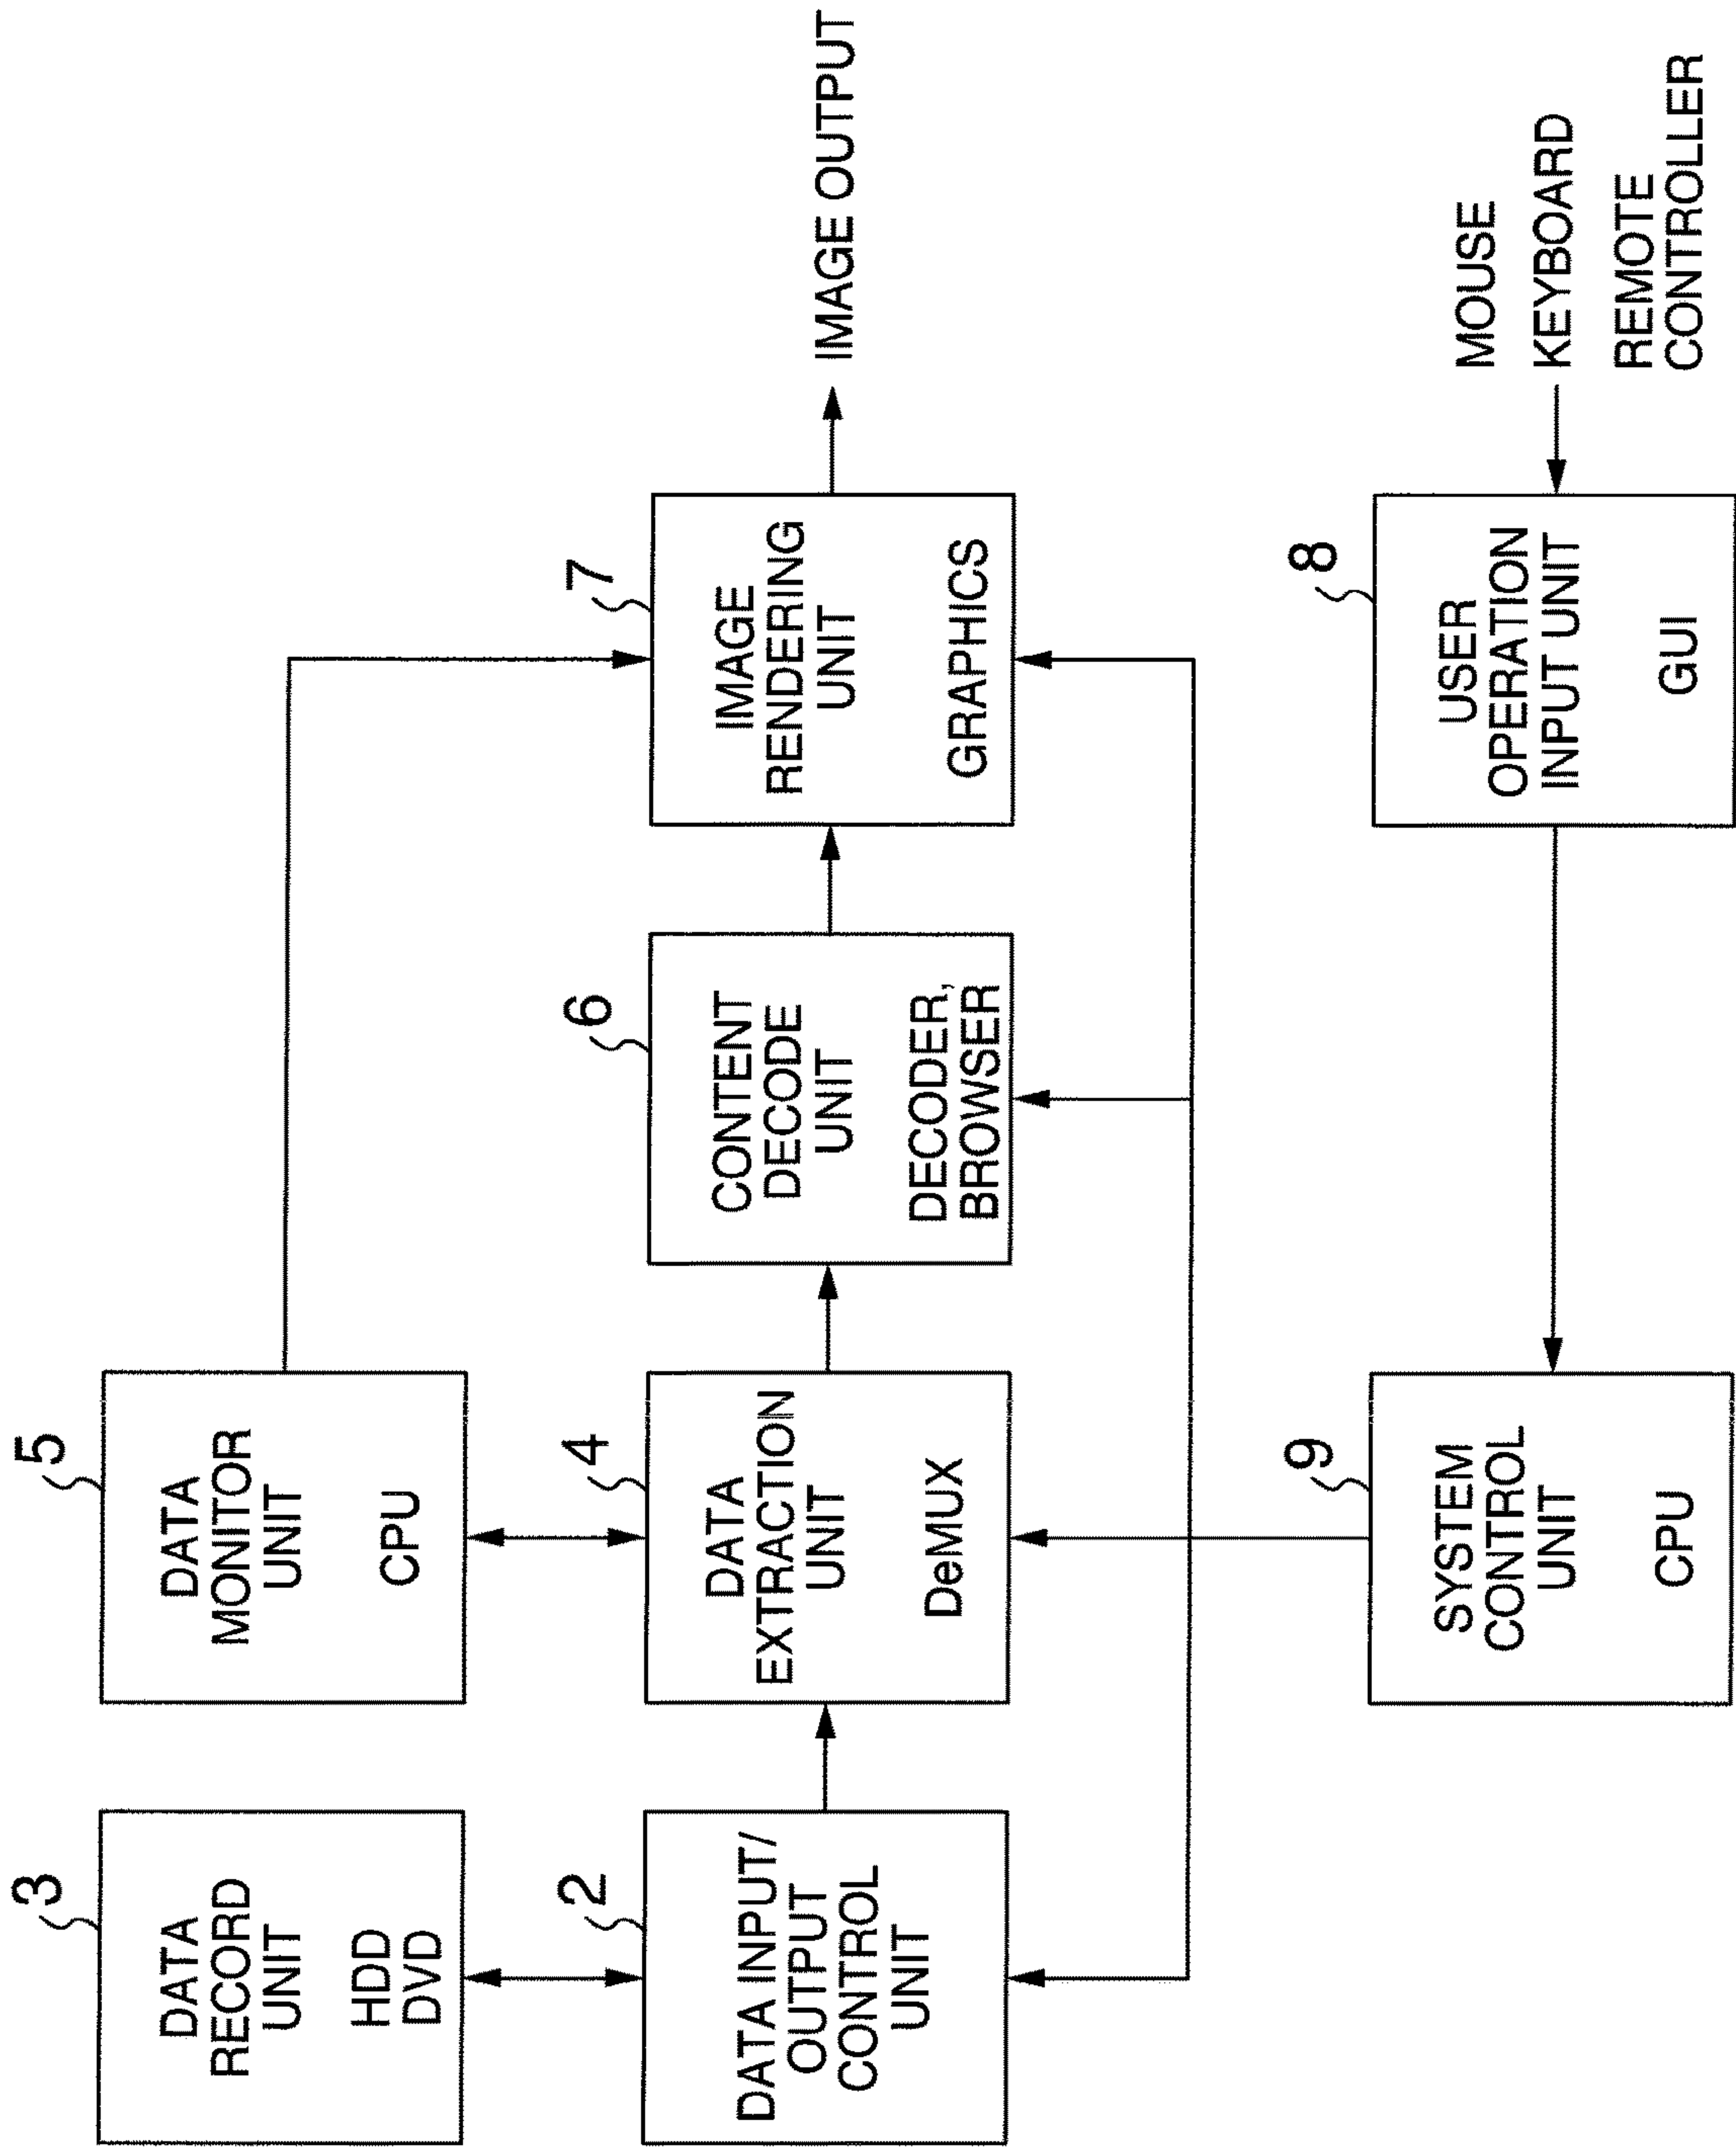 3
DATA
RECORD
UNIT
HDD
DVD
5
DATA
MONITOR
UNIT
CPU
2
DATA INPUT/
OUTPUT
CONTROL
UNIT
4
DATA
EXTRACTION
UNIT
DeMUX
6
CONTENT
DECODE
UNIT
DECODER,
BROWSER
7
IMAGE
RENDERING
UNIT
GRAPHICS
IMAGE OUTPUT
9
SYSTEM
CONTROL
UNIT
CPU
8
USER
OPERATION
INPUT UNIT
GUI
MOUSE
KEYBOARD
REMOTE
CONTROLLER